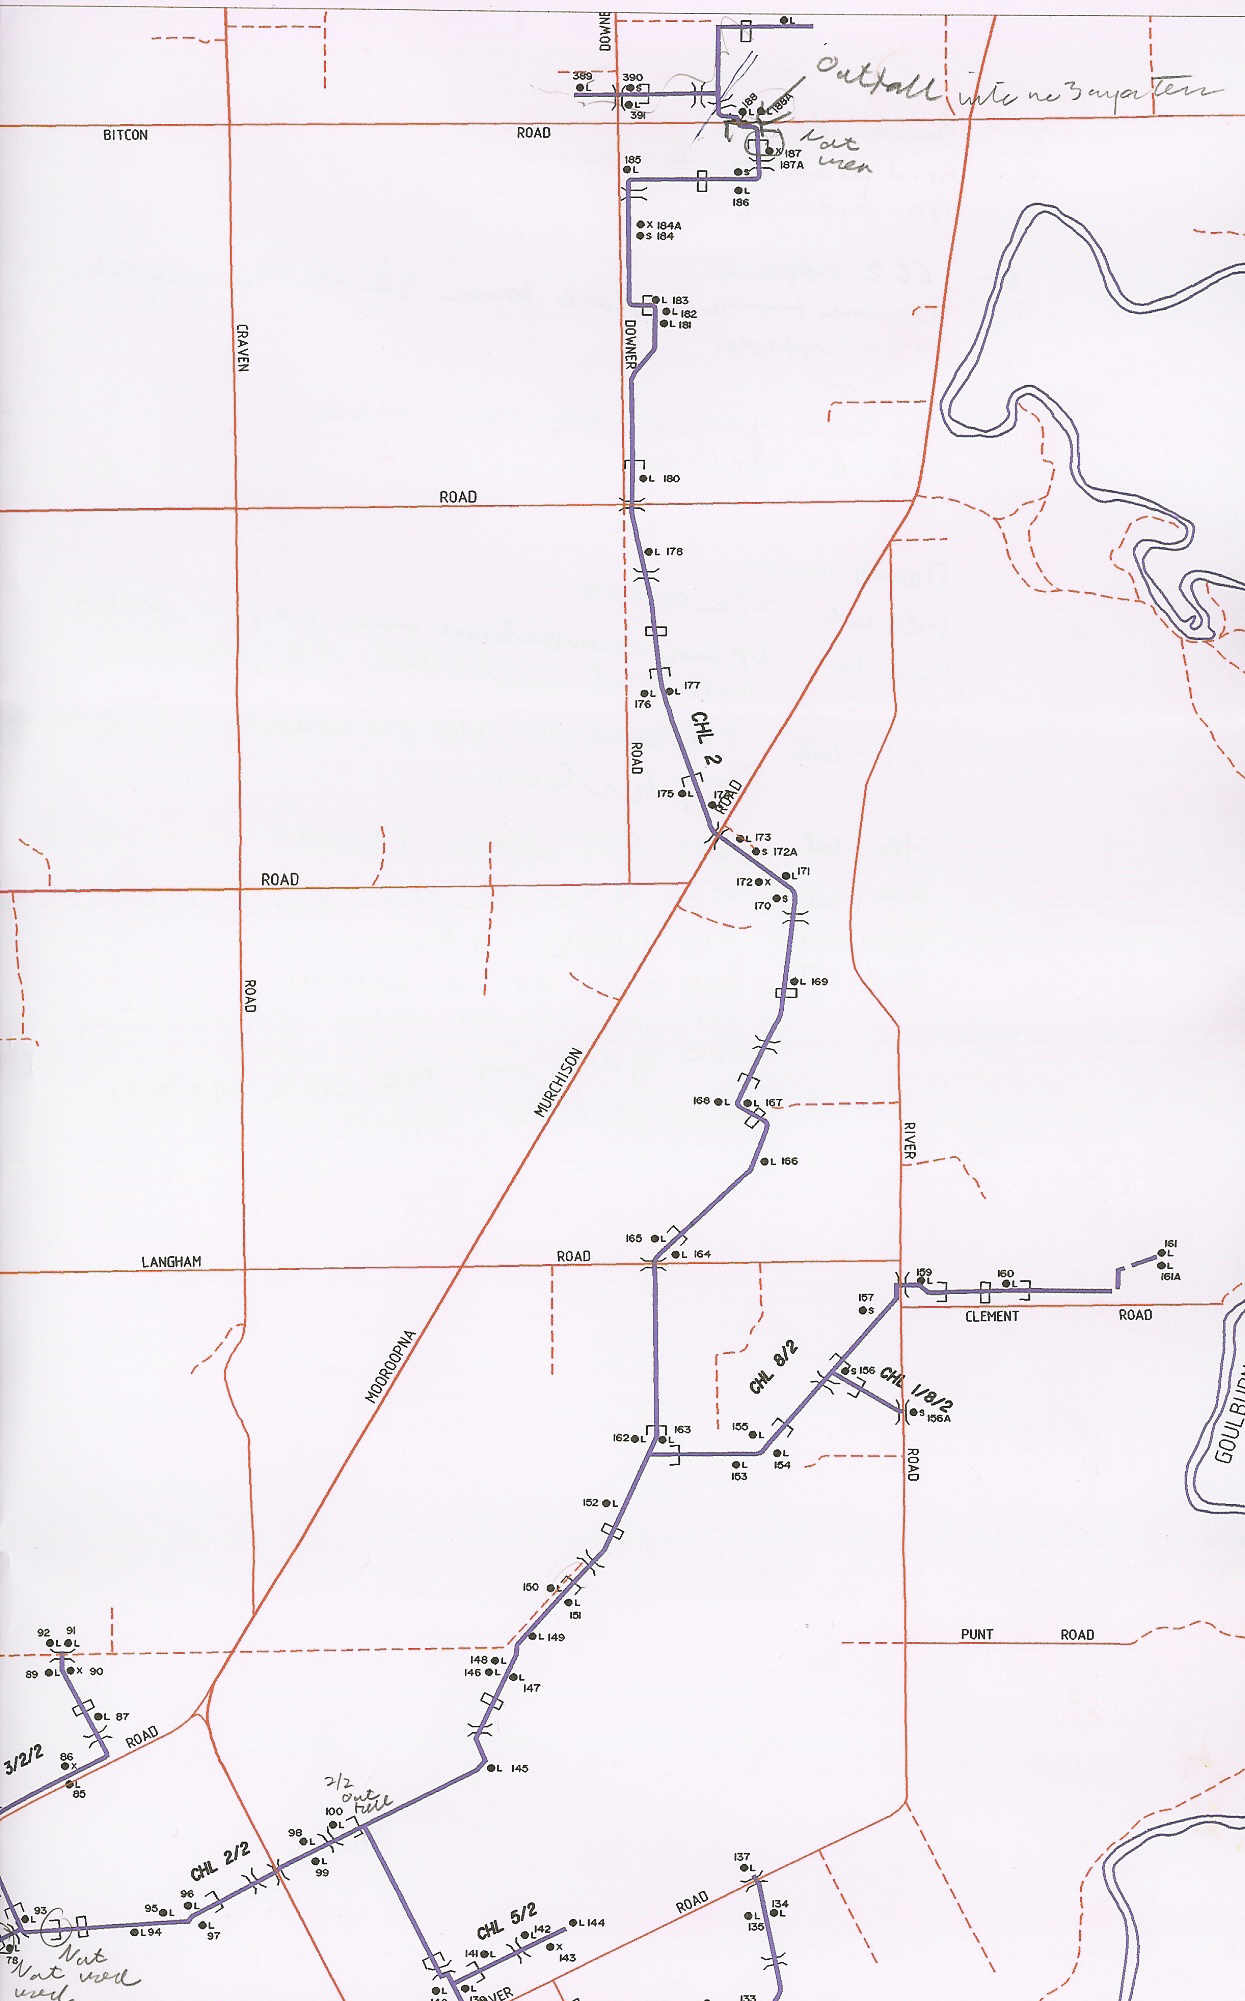 DOWNE
L
389
L
390
S
L
391
188
L
L 188A
Outfall into
BITCON
ROAD
Not
used
X 187
187A
185
L
S
L
186
X 184A
S 184
L 183
L 182
L 181
CRAVEN
DOWNER
L 180
ROAD
L 178
176
L
L
177
CHL 2
ROAD
175
L
ROAD
L 173
S 172A
L
171
172
X
170
S
ROAD
ROAD
L 169
MURCHISON
168
L
L 167
RIVER
L 166
165
L
L 164
LANGHAM
ROAD
161
L
L
161A
159
L
160
L
157
S
CLEMENT
ROAD
MOOROOPNA
CHL 8/2
S 156
CHL 1/8/2
S
156A
GOULBURN
162
L
163
L
155
L
L
154
L
153
ROAD
152
L
150
L
L
151
L 149
PUNT
ROAD
92
91
L
L
89
L
X 90
148
L
146
L
L
147
L 87
ROAD
3/2/2
86
X
L
85
L 145
2/2
out
fall
100
L
98
L
L
99
CHL 2/2
137
L
96
L
95
L
L 94
L
97
93
L
L
78
Not
used
Not
used
ROAD
134
L
L
135
CHL 5/2
L 144
L 142
X
143
141
L
L
L
139
VER
133